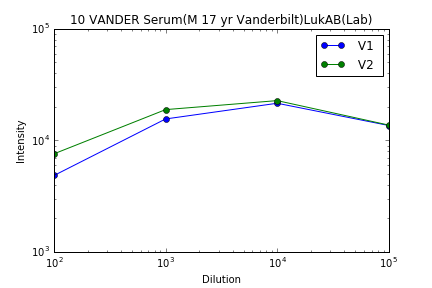 10 VANDER Serum(M 17 yr Vanderbilt)LukAB(Lab)
V1
V2
Intensity
10^5
10^4
10^3
10^2
10^3
10^4
10^5
Dilution